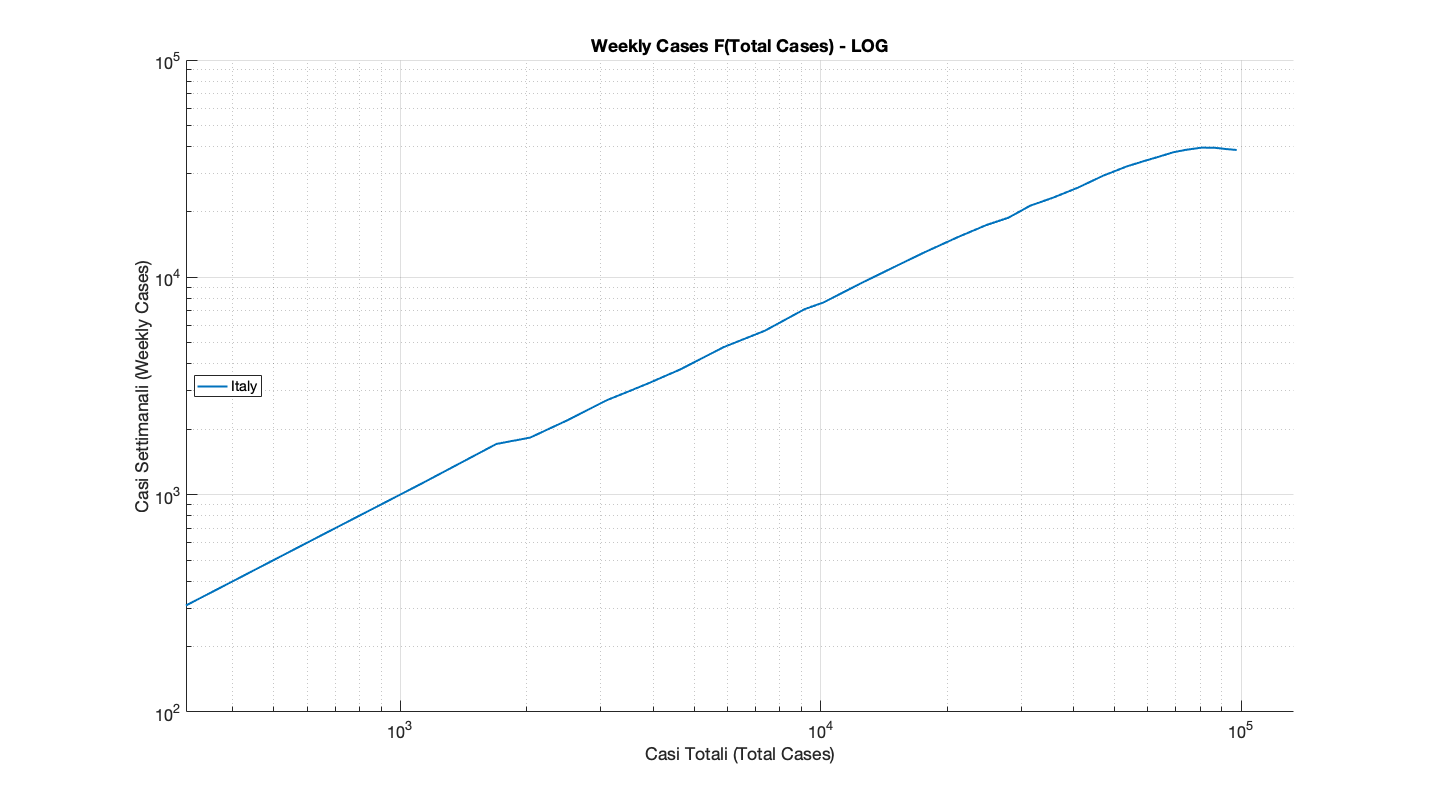 Weekly Cases F(Total Cases) - LOG
10^5
10^4
10^3
10^2
Casi Settimanali (Weekly Cases)
Italy
10^3
10^4
10^5
Casi Totali (Total Cases)